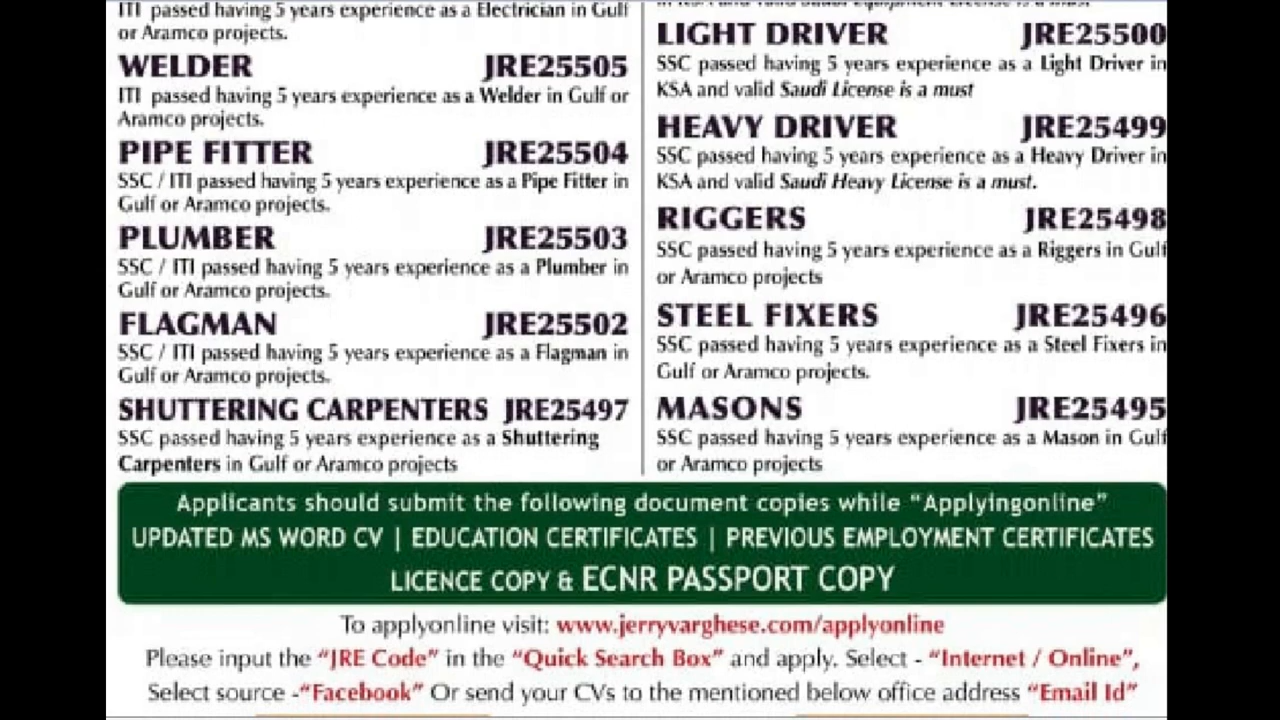 ITI passed having 5 years experience as a Electrician in Gulf
or Aramco projects.
WELDER JRE25505
ITI passed having 5 years experience as a Welder in Gulf or
Aramco projects.
PIPE FITTER JRE25504
SSC / ITI passed having 5 years experience as a Pipe Fitter in
Gulf or Aramco projects.
PLUMBER JRE25503
SSC / ITI passed having 5 years experience as a Plumber in
Gulf or Aramco projects.
FLAGMAN JRE25502
SSC / ITI passed having 5 years experience as a Flagman in
Gulf or Aramco projects.
SHUTTERING CARPENTERS JRE25497
SSC passed having 5 years experience as a Shuttering
Carpenters in Gulf or Aramco projects
LIGHT DRIVER JRE25500
SSC passed having 5 years experience as a Light Driver in
KSA and valid Saudi License is a must
HEAVY DRIVER JRE25499
SSC passed having 5 years experience as a Heavy Driver in
KSA and valid Saudi Heavy License is a must.
RIGGERS JRE25498
SSC passed having 5 years experience as a Riggers in Gulf
or Aramco projects
STEEL FIXERS JRE25496
SSC passed having 5 years experience as a Steel Fixers in
Gulf or Aramco projects.
MASONS JRE25495
SSC passed having 5 years experience as a Mason in Gulf
or Aramco projects
Applicants should submit the following document copies while “Applyingonline”
UPDATED MS WORD CV | EDUCATION CERTIFICATES | PREVIOUS EMPLOYMENT CERTIFICATES
LICENCE COPY & ECNR PASSPORT COPY
To applyonline visit: www.jerryvarghese.com/applyonline
Please input the “JRE Code” in the “Quick Search Box” and apply. Select - “Internet / Online”,
Select source -“Facebook” Or send your CVs to the mentioned below office address “Email Id”